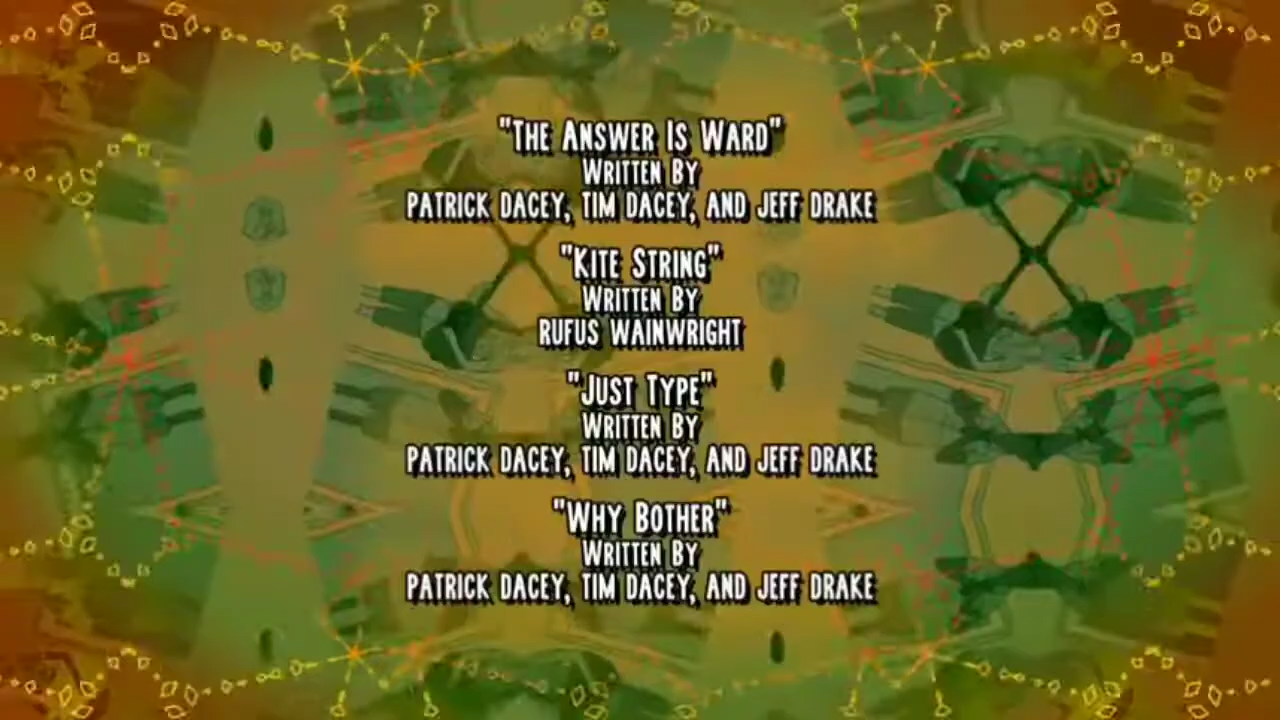 "The Answer Is Ward"
Written By
PATRICK DACEY, TIM DACEY, AND JEFF DRAKE
"Kite String"
Written By
RUFUS WAINWRIGHT
"Just Type"
Written By
PATRICK DACEY, TIM DACEY, AND JEFF DRAKE
"Why Bother"
Written By
PATRICK DACEY, TIM DACEY, AND JEFF DRAKE